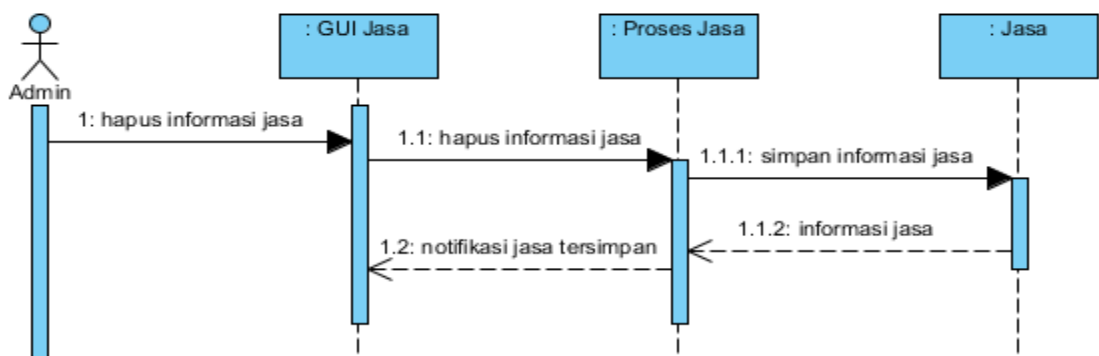 : GUI Jasa
: Proses Jasa
: Jasa
Admin
1: hapus informasi jasa
1.1: hapus informasi jasa
1.1.1: simpan informasi jasa
1.1.2: informasi jasa
1.2: notifikasi jasa tersimpan